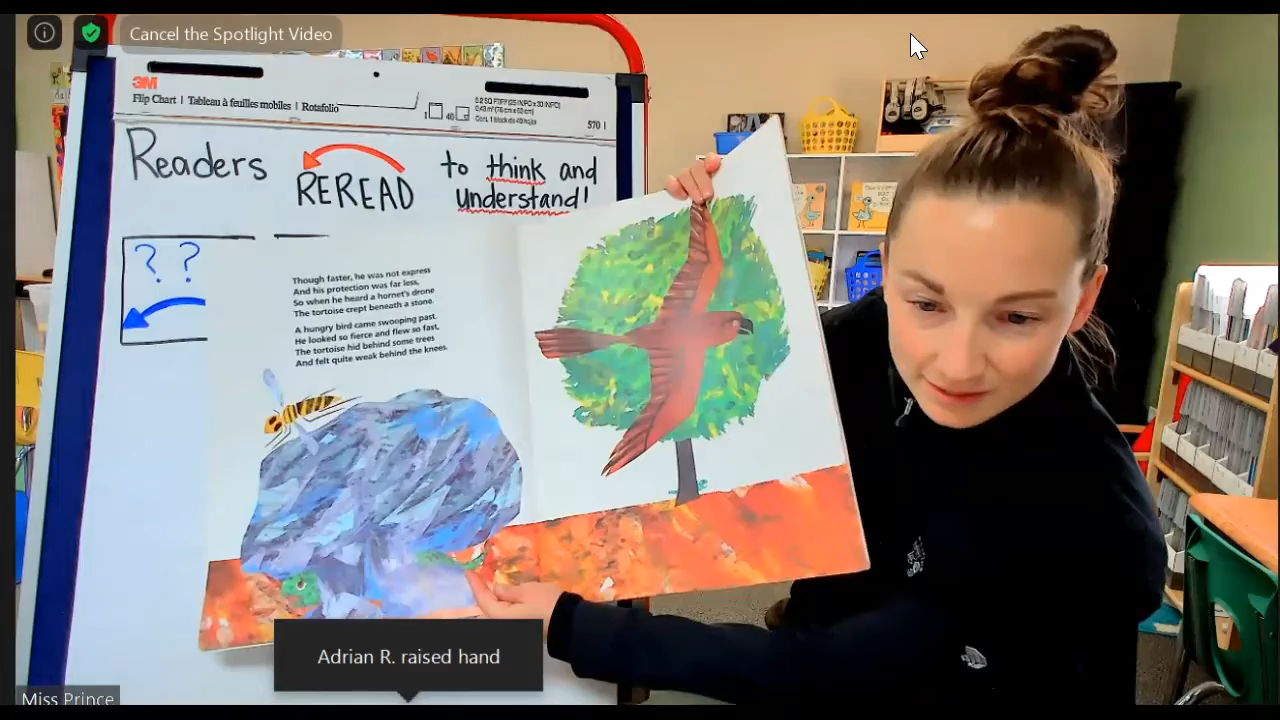 Cancel the Spotlight Video
3M
Flip Chart | Tableau à feuilles mobiles | Rotafolio
570
Readers
REREAD
to think and
understand!
? ?
Though faster, he was not express
And his protection was far less,
So when he heard a hornet's drone
The tortoise crept beneath a stone.
A hungry bird came swooping past.
He looked so fierce and flew so fast,
The tortoise hid behind some trees
And felt quite weak behind the knees.
Adrian R. raised hand
Miss Prince